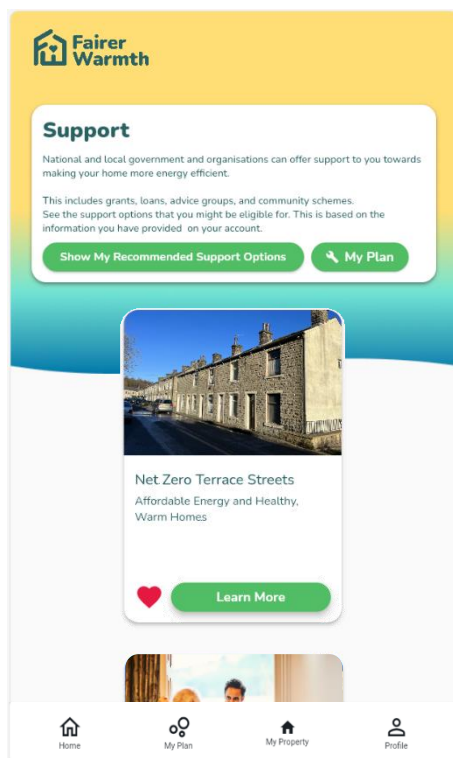 Fairer
Warmth
Support
National and local government and organisations can offer support to you towards
making your home more energy efficient.
This includes grants, loans, advice groups, and community schemes.
See the support options that you might be eligible for. This is based on the
information you have provided on your account.
Show My Recommended Support Options
My Plan
Net Zero Terrace Streets
Affordable Energy and Healthy,
Warm Homes
Learn More
Home
My Plan
My Property
Profile